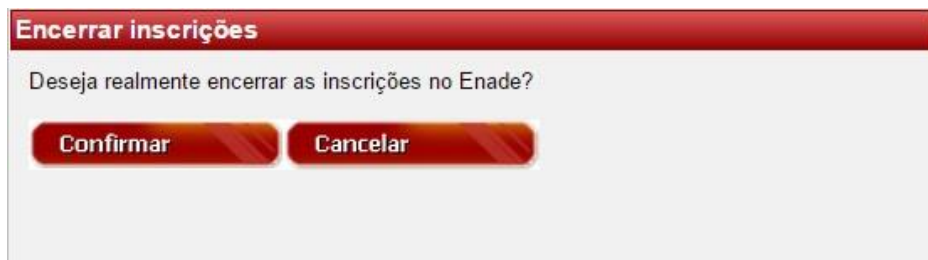 Encerrar inscrições
Deseja realmente encerrar as inscrições no Enade?
Confirmar Cancelar